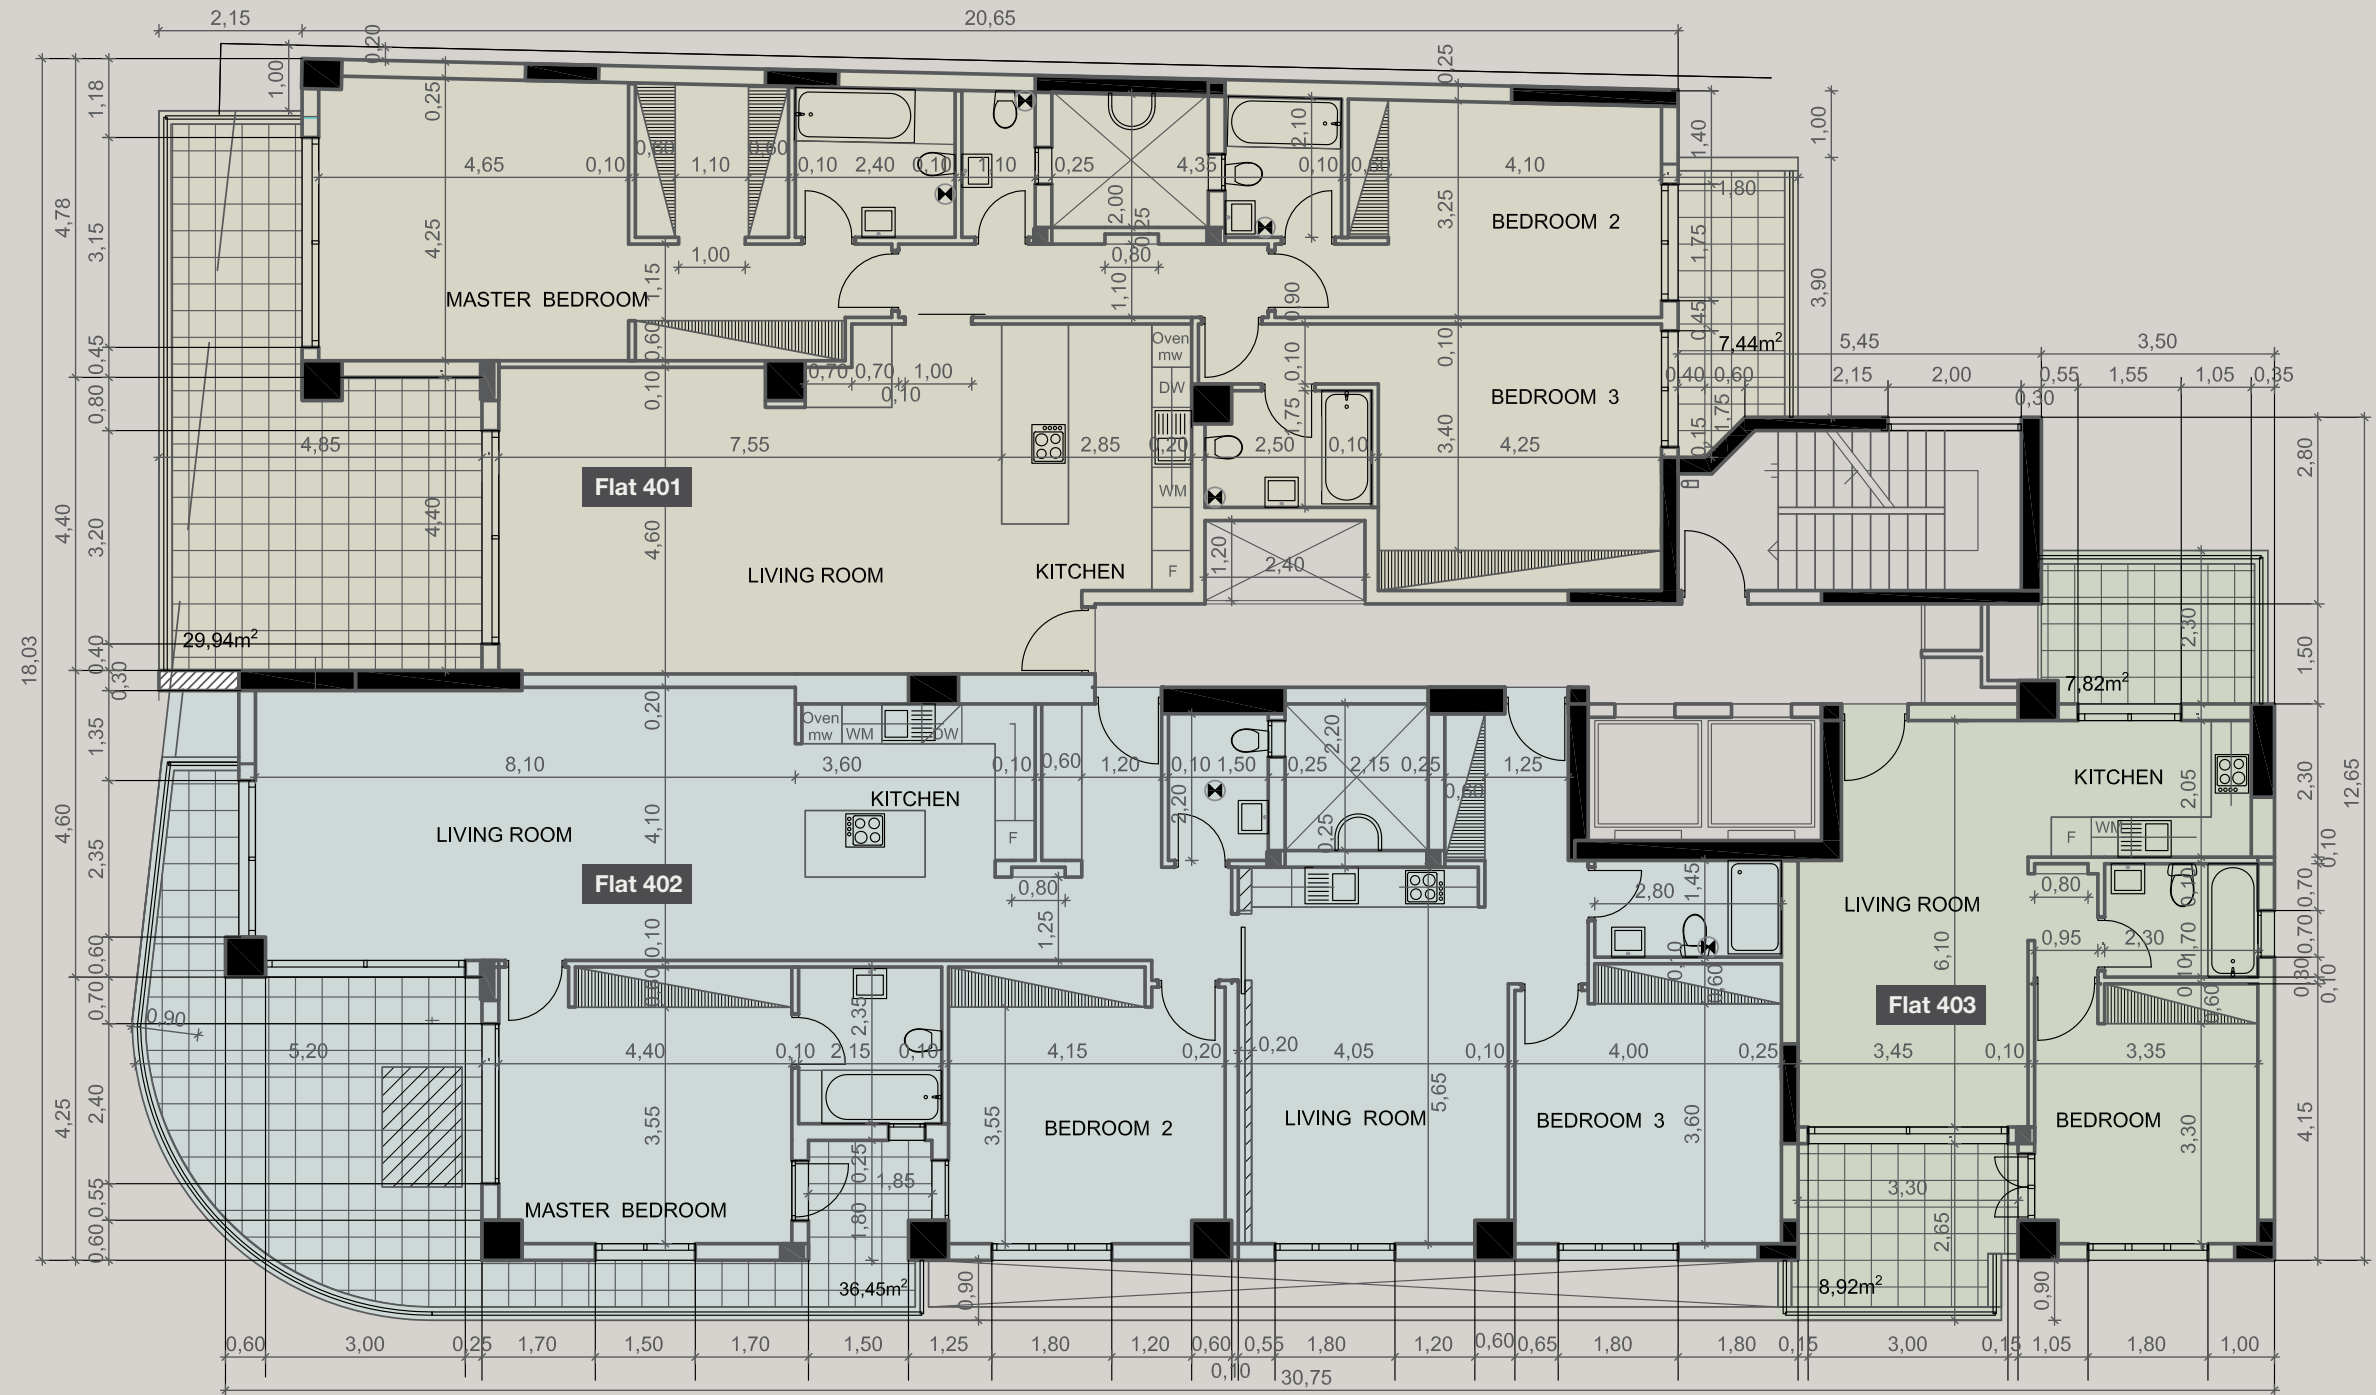 2,15 20,65
0,20
1,00
0,25
1,18
0,25
1,40
1,00
2,10
0,60 0,60
4,65 0,10 1,10 0,10 2,40 0,10 1,10 0,25 4,35 0,10 0,60 4,10
1,80
4,78
3,15
4,25
2,00
0,25
3,25
BEDROOM 2
1,75
1,00
0,80
1,15
1,10
0,90
3,90
MASTER BEDROOM
0,45
0,60
Oven
mw
0,10
0,10
7,44m²
5,45 3,50
0,45
0,70 0,70 1,00
0,10
DW
0,40 0,60 2,15 2,00 0,55 1,55 1,05 0,35
0,30
0,80
0,10
1,75
BEDROOM 3
1,75
4,85 7,55 2,85 0,20 2,50 0,10 3,40 4,25 0,15
2,80
Flat 401
WM
4,40
4,40
3,20
4,60
1,20
2,40
LIVING ROOM
KITCHEN
F
29,94m²
2,30
18,03
0,40
0,30
1,50
7,82m²
0,20
Oven
mw
WM
DW
2,20
1,35
8,10 3,60 0,10 0,60 1,20 0,10 1,50 0,25 2,15 0,25 1,25
0,60
KITCHEN
2,05
2,30
12,65
KITCHEN
2,20
4,60
LIVING ROOM
4,10
F
0,25
F
WM
0,10
2,35
Flat 402
0,80
1,45
2,80
0,80
0,10
0,70
LIVING ROOM
1,25
0,10
0,60
6,10
0,95 2,30
1,70
0,70
0,10
0,60
0,10
0,30
0,10
0,60
0,60
0,70
Flat 403
0,90
2,35
5,20 4,40 0,10 2,15 0,10 4,15 0,20 0,20 4,05 0,10 4,00 0,25 3,45 0,10 3,35
4,25
2,40
3,55
3,55
5,65
3,60
3,30
4,15
BEDROOM 2
LIVING ROOM
BEDROOM 3
BEDROOM
0,25
1,85
0,55
MASTER BEDROOM
1,80
3,30
2,65
0,60
36,45m²
0,90
8,92m²
0,90
0,60 3,00 0,25 1,70 1,50 1,70 1,50 1,25 1,80 1,20 0,60 0,55 1,80 1,20 0,60 0,65 1,80 1,80 0,15 3,00 0,15 1,05 1,80 1,00
0,10
30,75